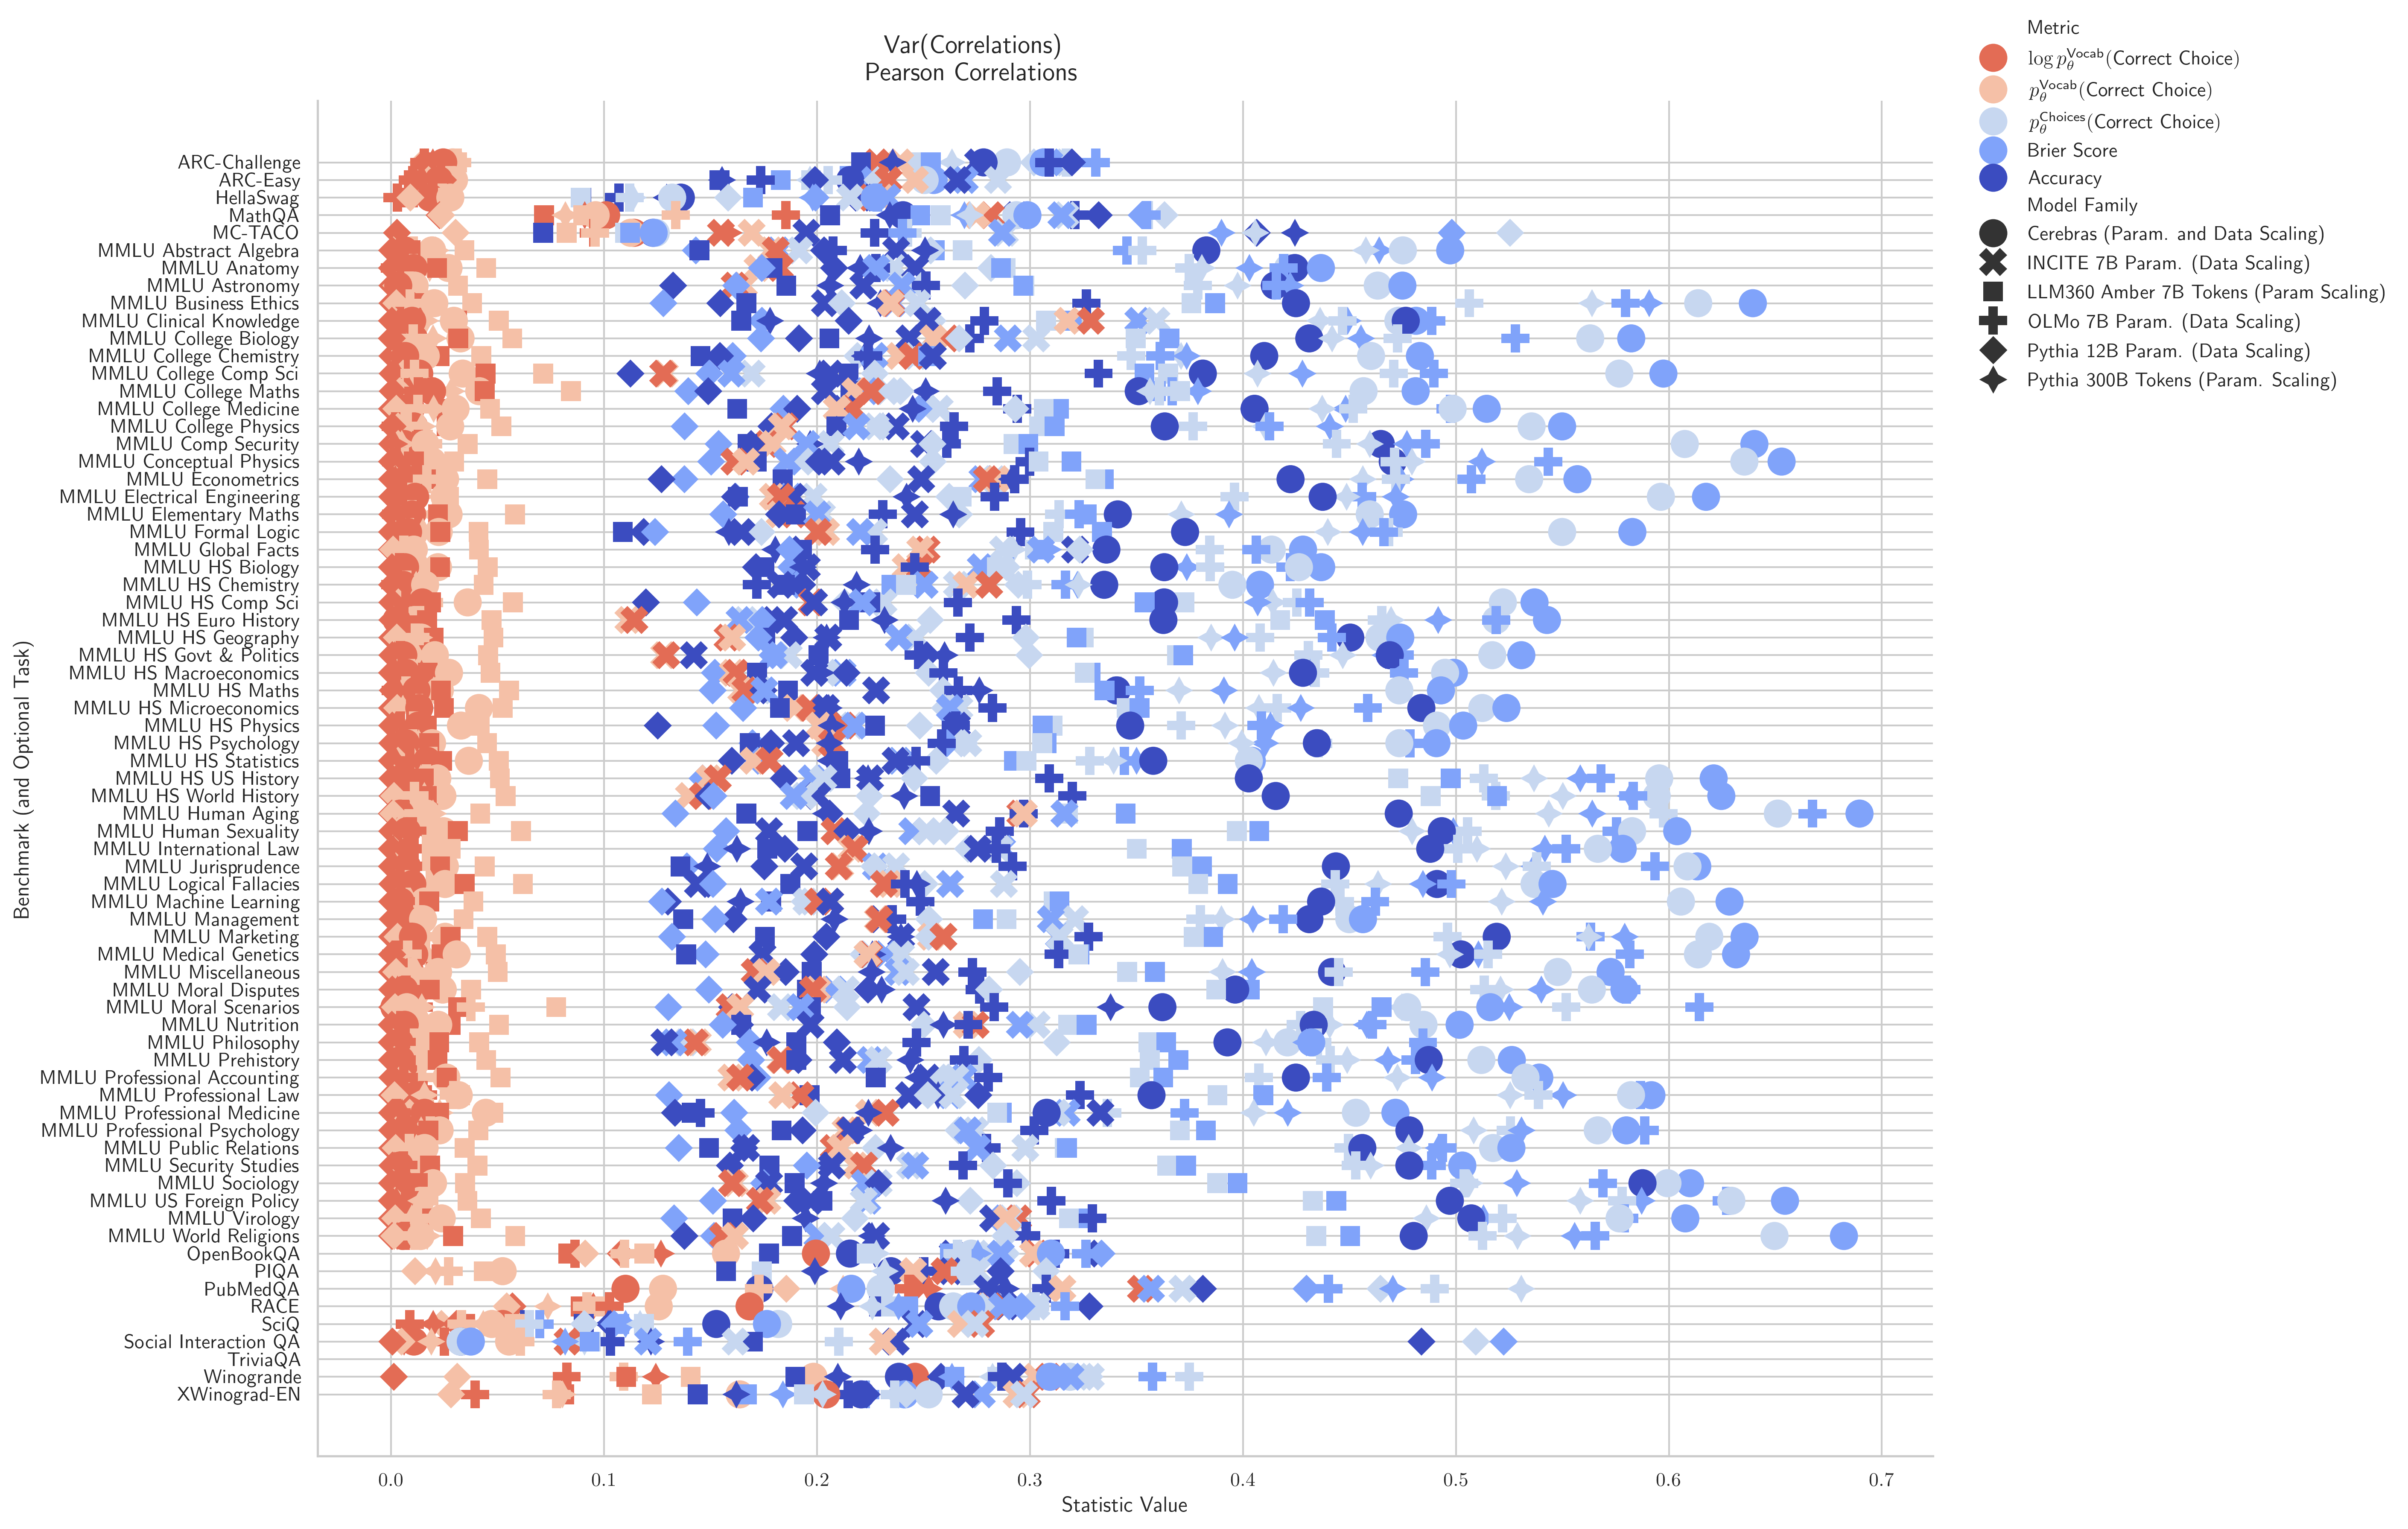 Var(Correlations)
Pearson Correlations
Metric
log p_θ^Vocab(Correct Choice)
p_θ^Vocab(Correct Choice)
p_θ^Choices(Correct Choice)
Brier Score
Accuracy
Model Family
Cerebras (Param. and Data Scaling)
INCITE 7B Param. (Data Scaling)
LLM360 Amber 7B Tokens (Param Scaling)
OLMo 7B Param. (Data Scaling)
Pythia 12B Param. (Data Scaling)
Pythia 300B Tokens (Param. Scaling)
Benchmark (and Optional Task)
ARC-Challenge
ARC-Easy
HellaSwag
MathQA
MC-TACO
MMLU Abstract Algebra
MMLU Anatomy
MMLU Astronomy
MMLU Business Ethics
MMLU Clinical Knowledge
MMLU College Biology
MMLU College Chemistry
MMLU College Comp Sci
MMLU College Maths
MMLU College Medicine
MMLU College Physics
MMLU Comp Security
MMLU Conceptual Physics
MMLU Econometrics
MMLU Electrical Engineering
MMLU Elementary Maths
MMLU Formal Logic
MMLU Global Facts
MMLU HS Biology
MMLU HS Chemistry
MMLU HS Comp Sci
MMLU HS Euro History
MMLU HS Geography
MMLU HS Govt & Politics
MMLU HS Macroeconomics
MMLU HS Maths
MMLU HS Microeconomics
MMLU HS Physics
MMLU HS Psychology
MMLU HS Statistics
MMLU HS US History
MMLU HS World History
MMLU Human Aging
MMLU Human Sexuality
MMLU International Law
MMLU Jurisprudence
MMLU Logical Fallacies
MMLU Machine Learning
MMLU Management
MMLU Marketing
MMLU Medical Genetics
MMLU Miscellaneous
MMLU Moral Disputes
MMLU Moral Scenarios
MMLU Nutrition
MMLU Philosophy
MMLU Prehistory
MMLU Professional Accounting
MMLU Professional Law
MMLU Professional Medicine
MMLU Professional Psychology
MMLU Public Relations
MMLU Security Studies
MMLU Sociology
MMLU US Foreign Policy
MMLU Virology
MMLU World Religions
OpenBookQA
PIQA
PubMedQA
RACE
SciQ
Social Interaction QA
TriviaQA
Winogrande
XWinograd-EN
0.0 0.1 0.2 0.3 0.4 0.5 0.6 0.7
Statistic Value